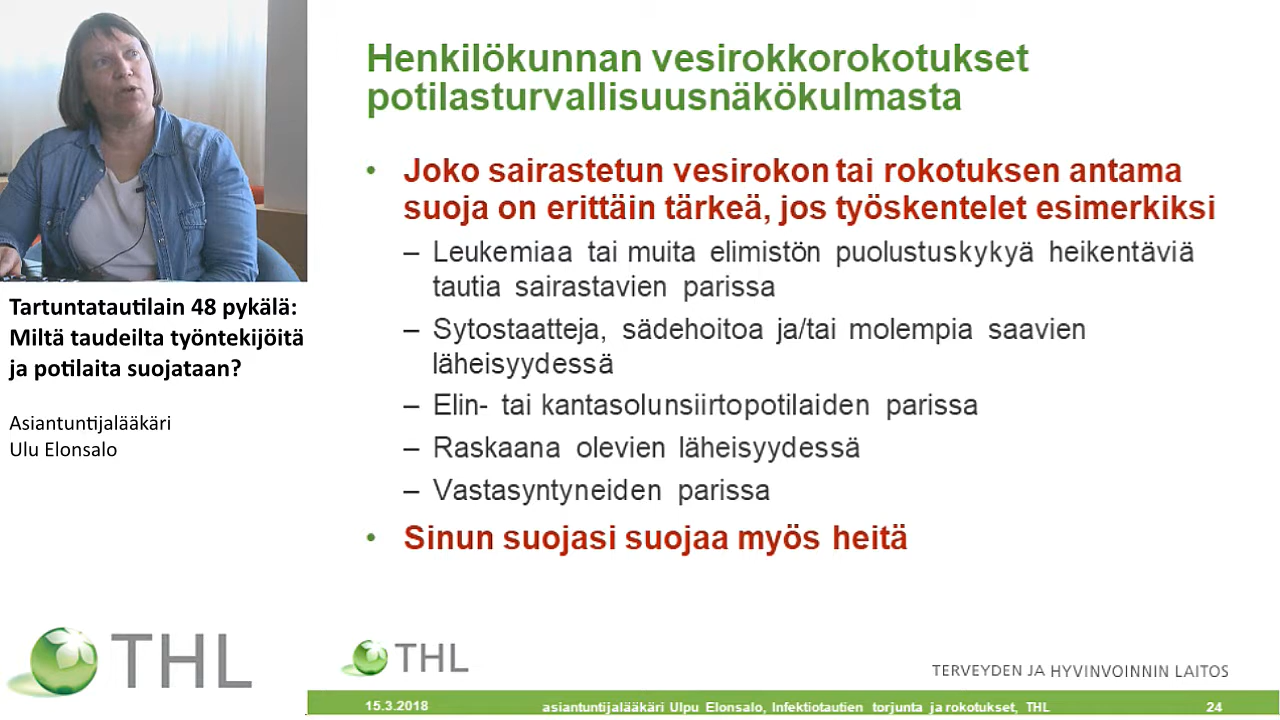 Henkilökunnan vesirokkorokotukset
potilasturvallisuusnäkökulmasta
• Joko sairastetun vesirokon tai rokotuksen antama
suoja on erittäin tärkeä, jos työskentelet esimerkiksi
– Leukemiaa tai muita elimistön puolustuskykyä heikentäviä
tautia sairastavien parissa
– Sytostaatteja, sädehoitoa ja/tai molempia saavien
läheisyydessä
– Elin- tai kantasolunsiirtopotilaiden parissa
– Raskaana olevien läheisyydessä
– Vastasyntyneiden parissa
• Sinun suojasi suojaa myös heitä
Tartuntatautilain 48 pykälä:
Miltä taudeilta työntekijöitä
ja potilaita suojataan?
Asiantuntijalääkäri
Ulu Elonsalo
THL
THL
TERVEYDEN JA HYVINVOINNIN LAITOS
15.3.2018 asiantuntijalääkäri Ulpu Elonsalo, Infektiotautien torjunta ja rokotukset, THL 24